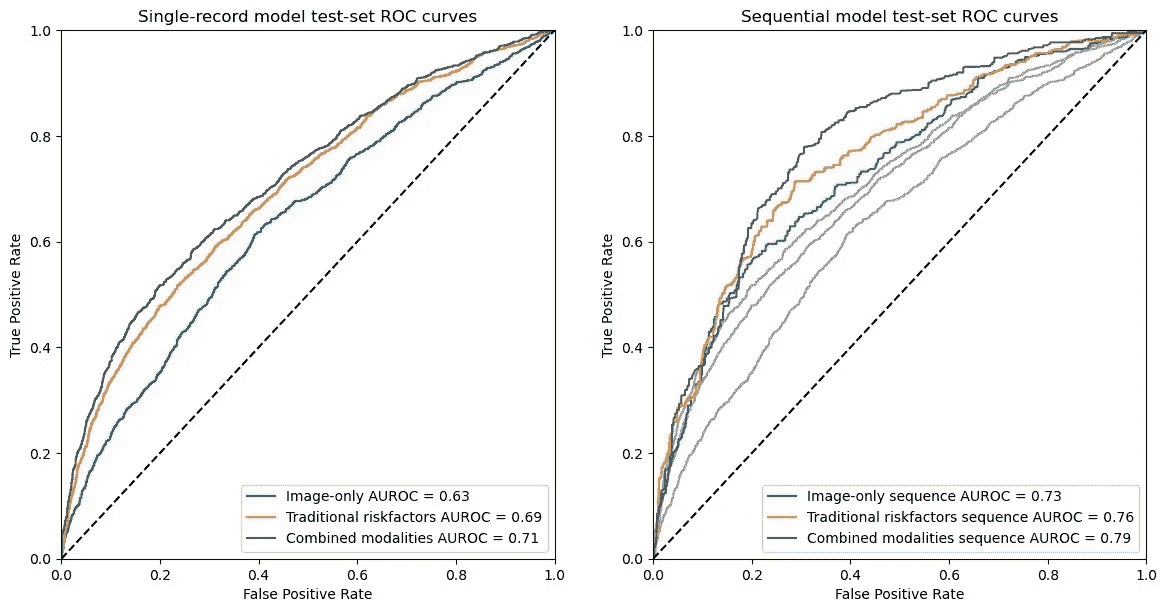 Single-record model test-set ROC curves
True Positive Rate
1.0
0.8
0.6
0.4
0.2
0.0
Image-only AUROC = 0.63
Traditional riskfactors AUROC = 0.69
Combined modalities AUROC = 0.71
0.0 0.2 0.4 0.6 0.8 1.0
False Positive Rate
Sequential model test-set ROC curves
True Positive Rate
1.0
0.8
0.6
0.4
0.2
0.0
Image-only sequence AUROC = 0.73
Traditional riskfactors sequence AUROC = 0.76
Combined modalities sequence AUROC = 0.79
0.0 0.2 0.4 0.6 0.8 1.0
False Positive Rate